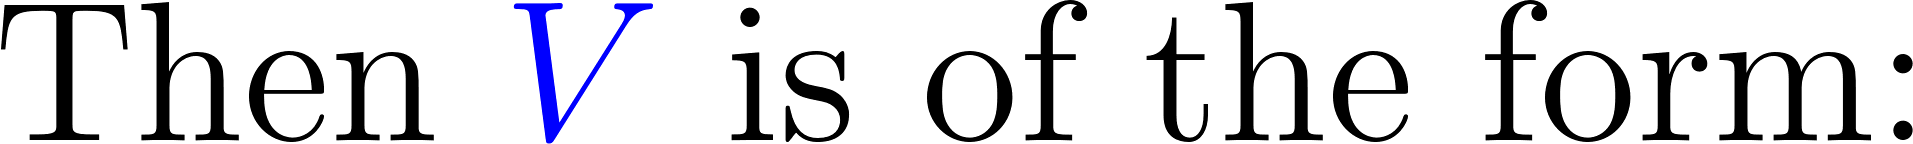 Then V is of the form: